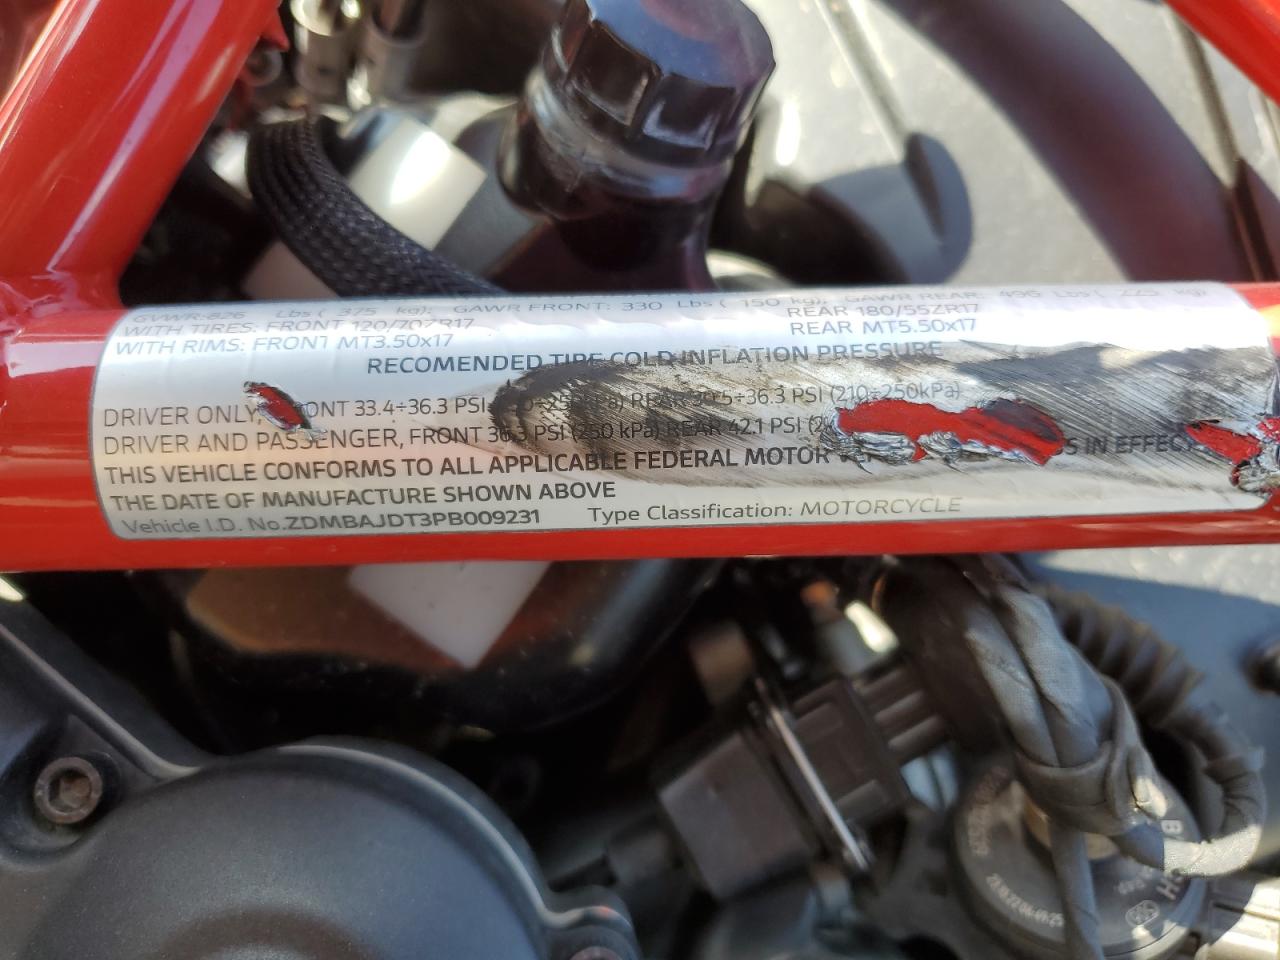 GVWR:826 Lbs ( 375 kg); GAWR FRONT: 330 Lbs ( 150 kg); GAWR REAR: 496 Lbs ( 225 kg)
WITH TIRES: FRONT 120/70ZR17 REAR 180/55ZR17
WITH RIMS: FRONT MT3.50x17 REAR MT5.50x17
RECOMENDED TIRE COLD INFLATION PRESSURE
DRIVER ONLY, FRONT 33.4÷36.3 PSI REAR 30.5÷36.3 PSI (210÷250kPa)
DRIVER AND PASSENGER, FRONT 36.3 PSI (250 kPa) REAR 42.1 PSI
THIS VEHICLE CONFORMS TO ALL APPLICABLE FEDERAL MOTOR S IN EFFECT
THE DATE OF MANUFACTURE SHOWN ABOVE
Vehicle I.D. No.ZDMBAJDT3PB009231 Type Classification: MOTORCYCLE